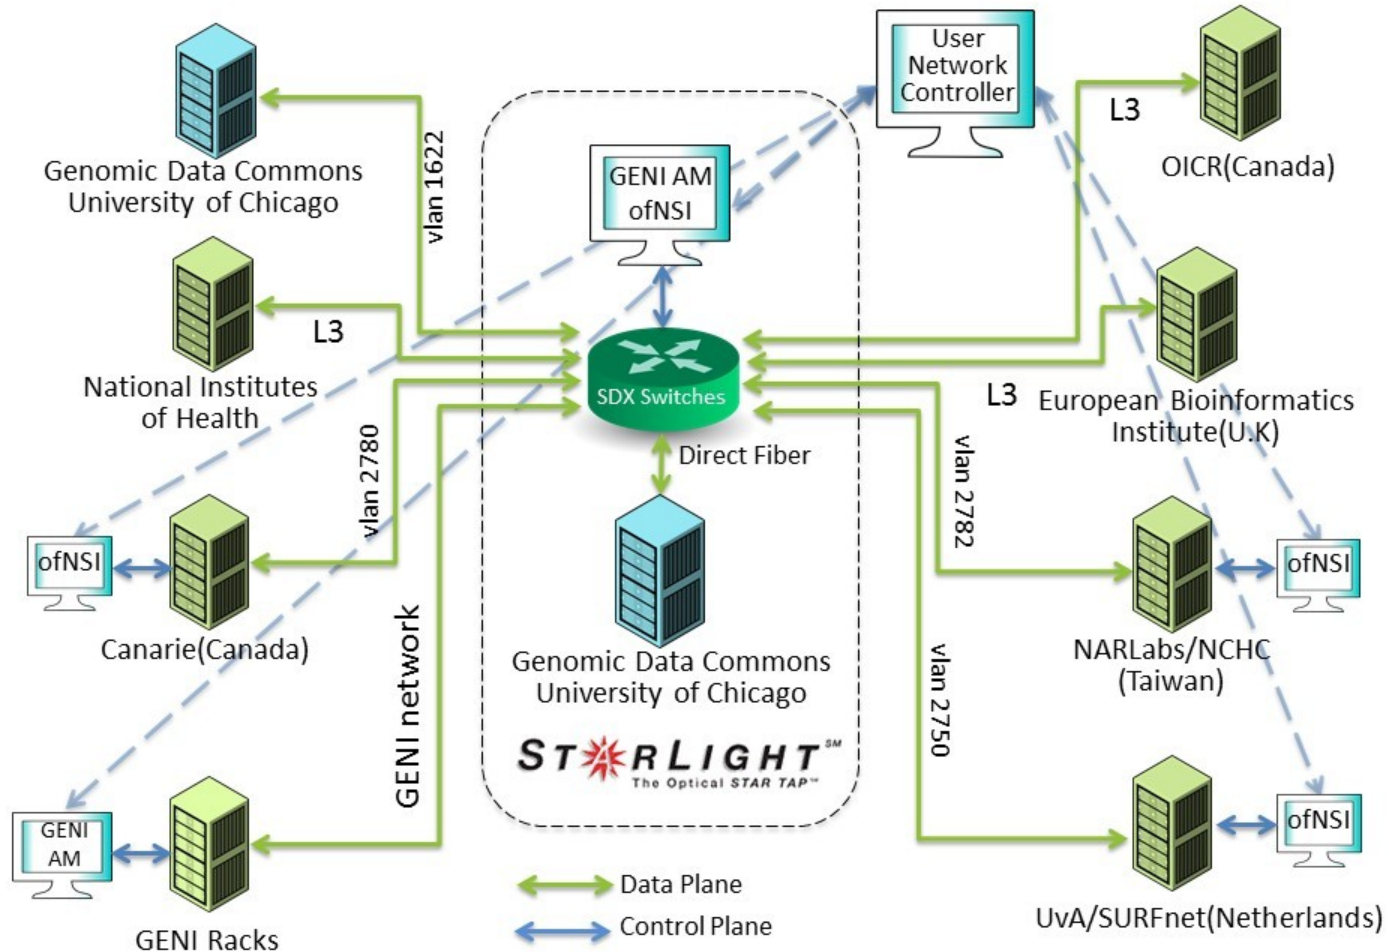 User
Network
Controller
GENI AM
ofNSI
Genomic Data Commons
University of Chicago
vlan 1622
L3
OICR(Canada)
National Institutes
of Health
L3
SDX Switches
L3
European Bioinformatics
Institute(U.K)
vlan 2780
Direct Fiber
vlan 2782
ofNSI
Canarie(Canada)
Genomic Data Commons
University of Chicago
ofNSI
NARLabs/NCHC
(Taiwan)
GENI network
vlan 2750
STARLIGHT SM
The Optical STAR TAP™
GENI
AM
GENI Racks
ofNSI
UvA/SURFnet(Netherlands)
Data Plane
Control Plane